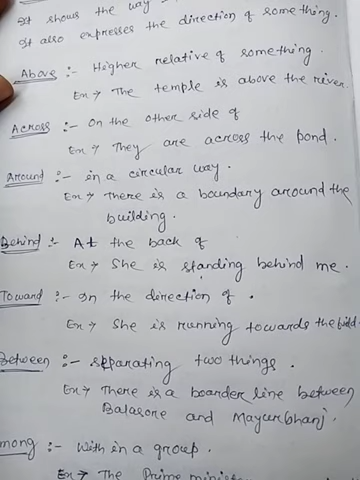 It shows the way
It also expresses the direction of something.
Above :- Higher relative of something.
Ex → The temple is above the river.
Across :- On the other side of
Ex → They are across the pond.
Around :- in a circular way.
Ex → There is a boundary around the
building.
Behind :- At the back of
Ex → She is standing behind me.
Toward :- In the direction of .
Ex → She is running towards the field.
Between :- separating two things.
Ex → There is a boarder line between
Balasore and Mayurbhanj.
mong :- with in a group.
Ex → The Prime minister